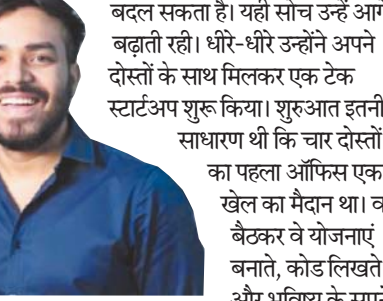 बदल सकता है। यही सोच उन्हें आगे
बढ़ाती रही। धीरे-धीरे उन्होंने अपने
दोस्तों के साथ मिलकर एक टेक
स्टार्टअप शुरू किया। शुरुआत इतनी
साधारण थी कि चार दोस्तों
का पहला ऑफिस एक
खेल का मैदान था।
बैठकर वे योजनाएं
बनाते, कोड लिखते
और भविष्य के सपने